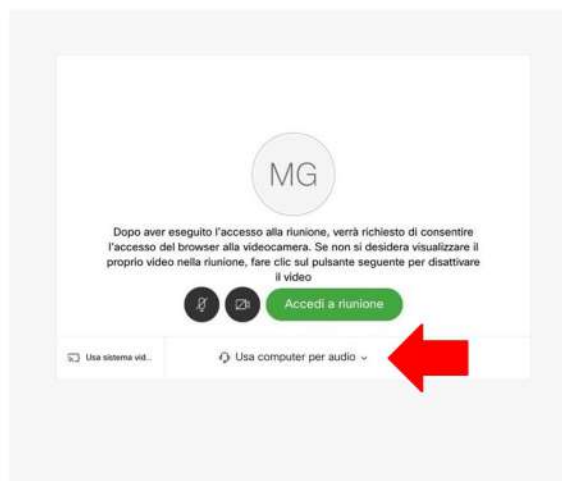 MG
Dopo aver eseguito l'accesso alla riunione, verrà richiesto di consentire
l'accesso del browser alla videocamera. Se non si desidera visualizzare il
proprio video nella riunione, fare clic sul pulsante seguente per disattivare
il video
Accedi a riunione
Usa sistema vid...
Usa computer per audio